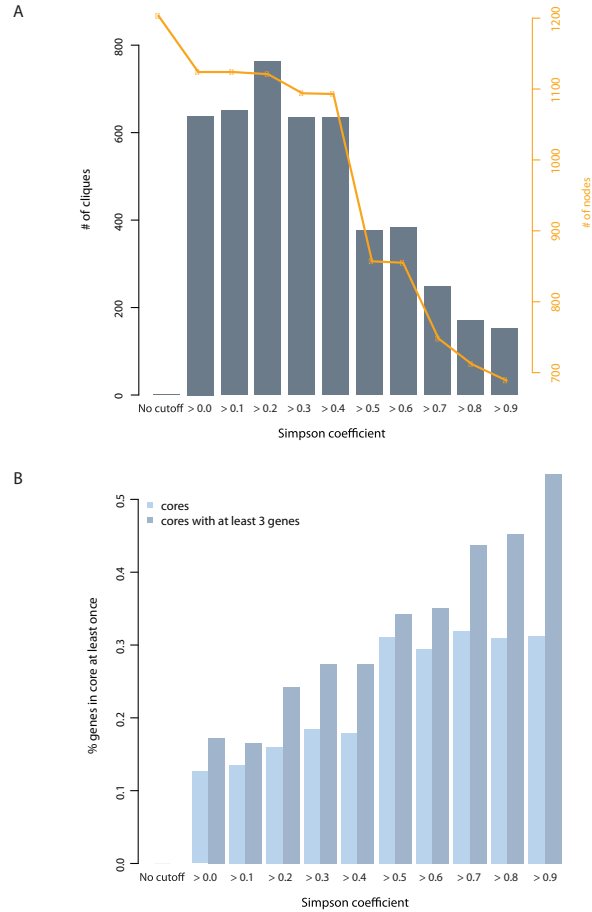 A
# of cliques
800
600
400
200
0
1200
1100
1000
900
800
700
# of nodes
No cutoff > 0.0 > 0.1 > 0.2 > 0.3 > 0.4 > 0.5 > 0.6 > 0.7 > 0.8 > 0.9
Simpson coefficient
B
cores
cores with at least 3 genes
% genes in core at least once
0.5
0.4
0.3
0.2
0.1
0.0
No cutoff > 0.0 > 0.1 > 0.2 > 0.3 > 0.4 > 0.5 > 0.6 > 0.7 > 0.8 > 0.9
Simpson coefficient